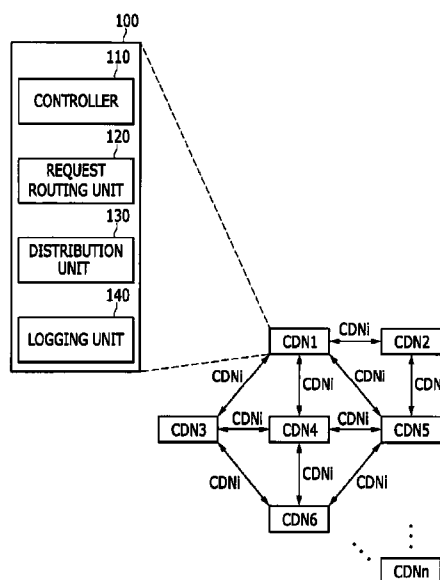 100
110
CONTROLLER
120
REQUEST
ROUTING UNIT
130
DISTRIBUTION
UNIT
140
LOGGING UNIT
CDN1
CDNi
CDN2
CDNi
CDNi
CDNi
CDN
CDN3
CDNi
CDN4
CDNi
CDN5
CDNi
CDNi
CDNi
CDN6
CDNn